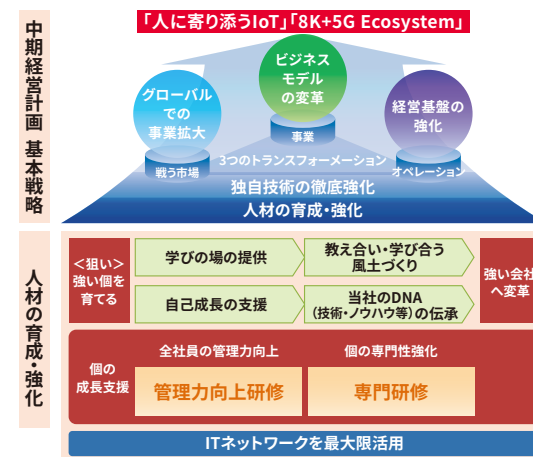 「人に寄り添うIoT」「8K+5G Ecosystem」
中期経営計画 基本戦略
ビジネス
モデル
の変革
グローバル
での
事業拡大
経営基盤の
強化
事業
3つのトランスフォーメーション
戦う市場
オペレーション
独自技術の徹底強化
人材の育成・強化
人材の育成・強化
＜狙い＞
強い個を
育てる
学びの場の提供
教え合い・学び合う
風土づくり
自己成長の支援
当社のDNA
（技術・ノウハウ等）の伝承
強い会社
へ変革
個の
成長支援
全社員の管理力向上
個の専門性強化
管理力向上研修
専門研修
ITネットワークを最大限活用